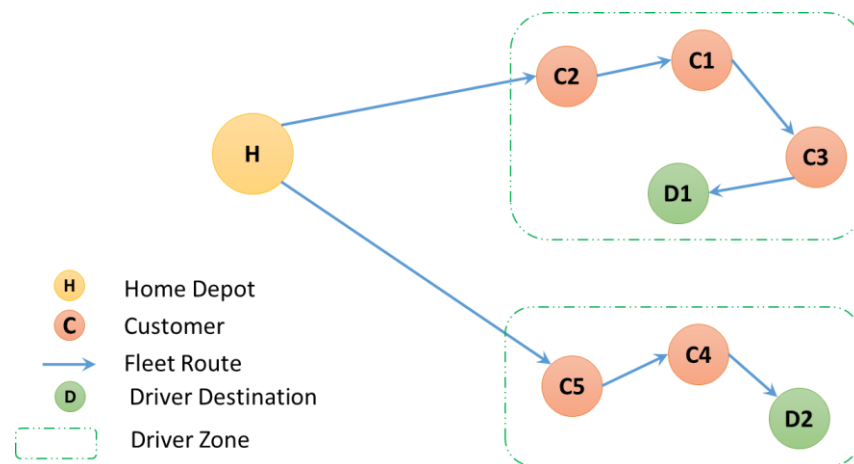 C2
C1
H
C3
D1
H Home Depot
C Customer
Fleet Route
D Driver Destination
Driver Zone
C4
C5
D2